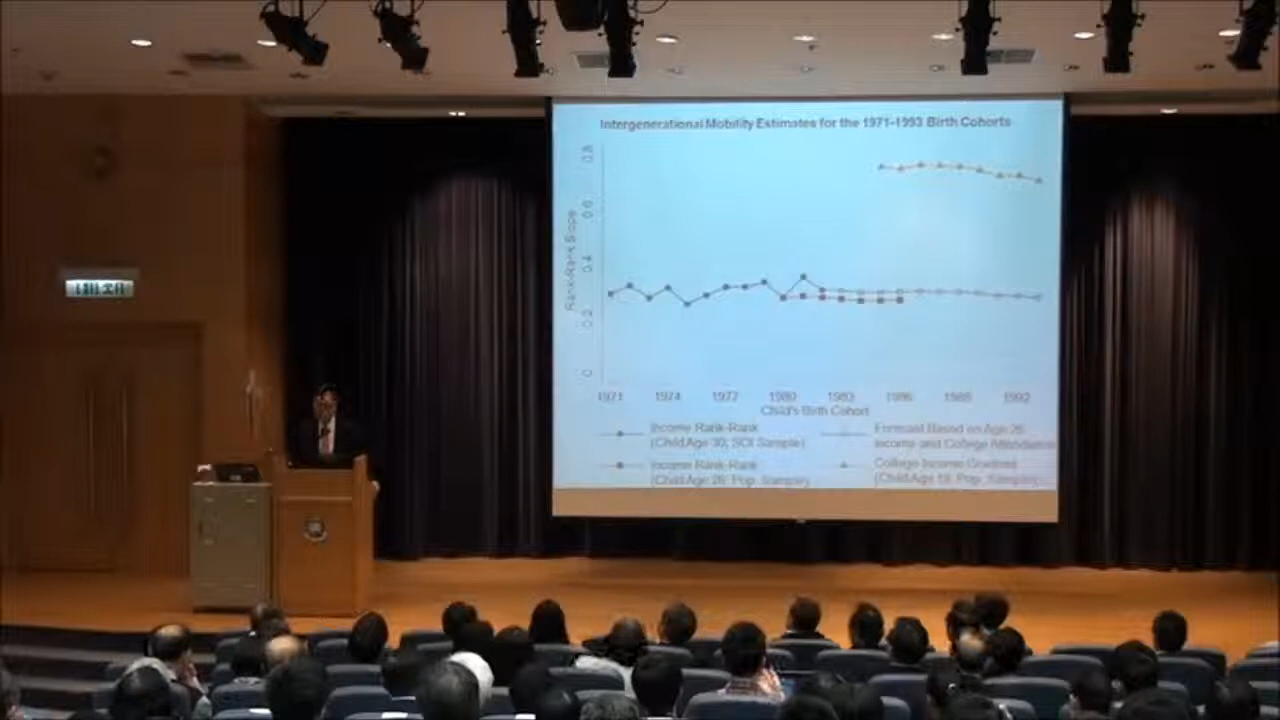 Intergenerational Mobility Estimates for the 1971-1993 Birth Cohorts
0.8
0.6
0.4
0.2
0
Rank-Rank Slope
1971 1974 1977 1980 1983 1986 1989 1992
Child's Birth Cohort
Income Rank-Rank
(Child Age 30; SOI Sample)
Income Rank-Rank
(Child Age 26; Pop. Sample)
Forecast Based on Age 26
Income and College Attendance
College-Income Gradient
(Child Age 19; Pop. Sample)